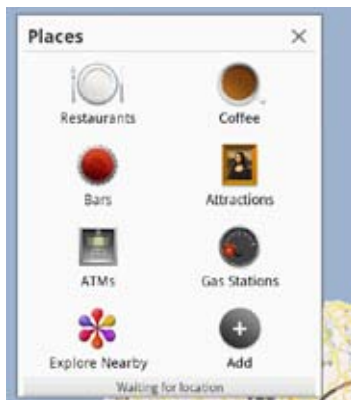 Places
Restaurants Coffee
Bars Attractions
ATMs Gas Stations
Explore Nearby Add
Waiting for location